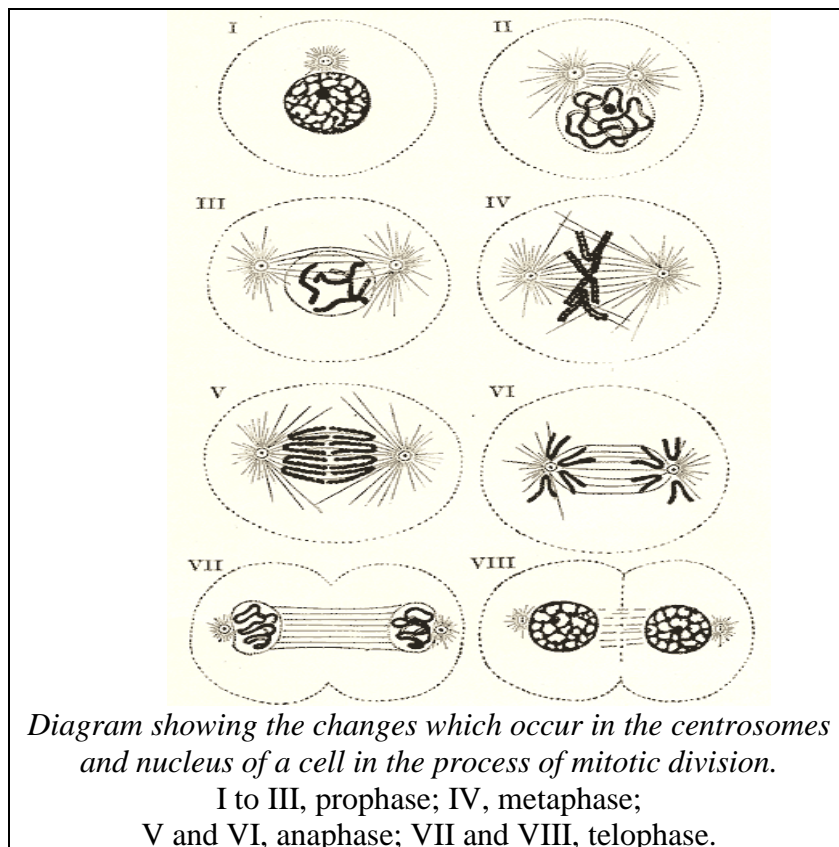 I
II
III
IV
V
VI
VII
VIII
Diagram showing the changes which occur in the centrosomes
and nucleus of a cell in the process of mitotic division.
I to III, prophase; IV, metaphase;
V and VI, anaphase; VII and VIII, telophase.